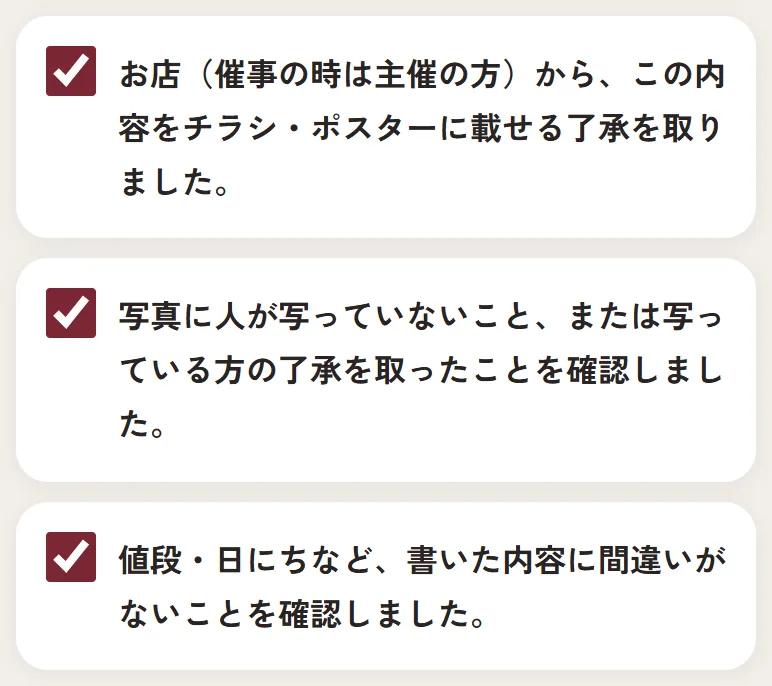 お店（催事の時は主催の方）から、この内
容をチラシ・ポスターに載せる了承を取り
ました。
写真に人が写っていないこと、または写っ
ている方の了承を取ったことを確認しまし
た。
値段・日にちなど、書いた内容に間違いが
ないことを確認しました。